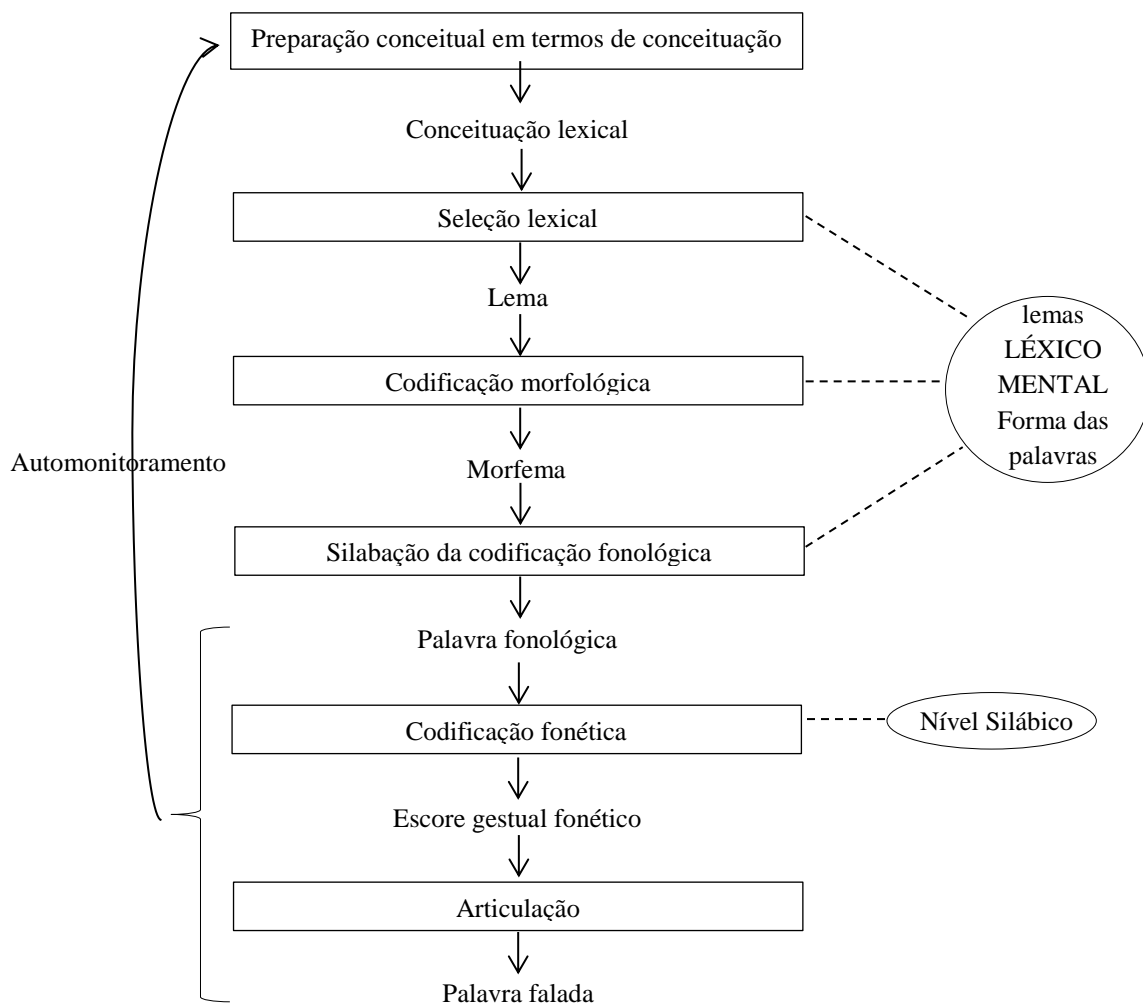 Preparação conceitual em termos de conceituação
Conceituação lexical
Seleção lexical
Lema
lemas
LÉXICO
MENTAL
Forma das
palavras
Codificação morfológica
Automonitoramento
Morfema
Silabação da codificação fonológica
Palavra fonológica
Codificação fonética
Nível Silábico
Escore gestual fonético
Articulação
Palavra falada